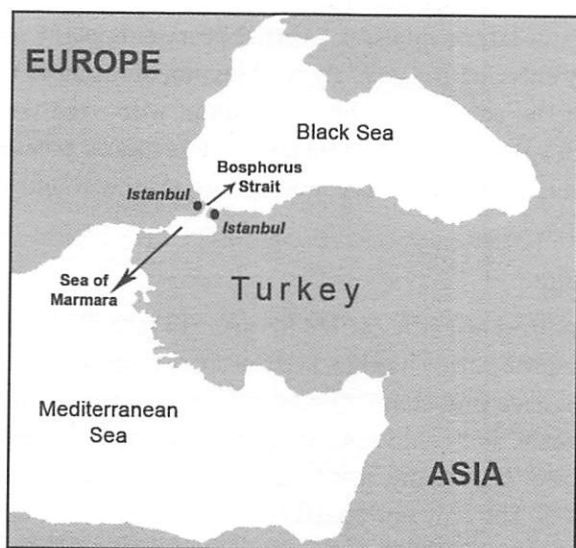 EUROPE
Black Sea
Bosphorus
Strait
Istanbul
Istanbul
Sea of
Marmara
Turkey
Mediterranean
Sea
ASIA